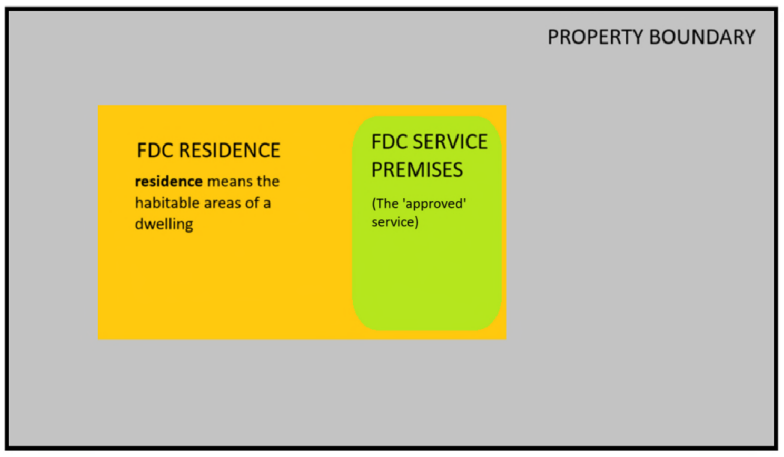 PROPERTY BOUNDARY
FDC RESIDENCE
residence means the
habitable areas of a
dwelling
FDC SERVICE
PREMISES
(The 'approved'
service)